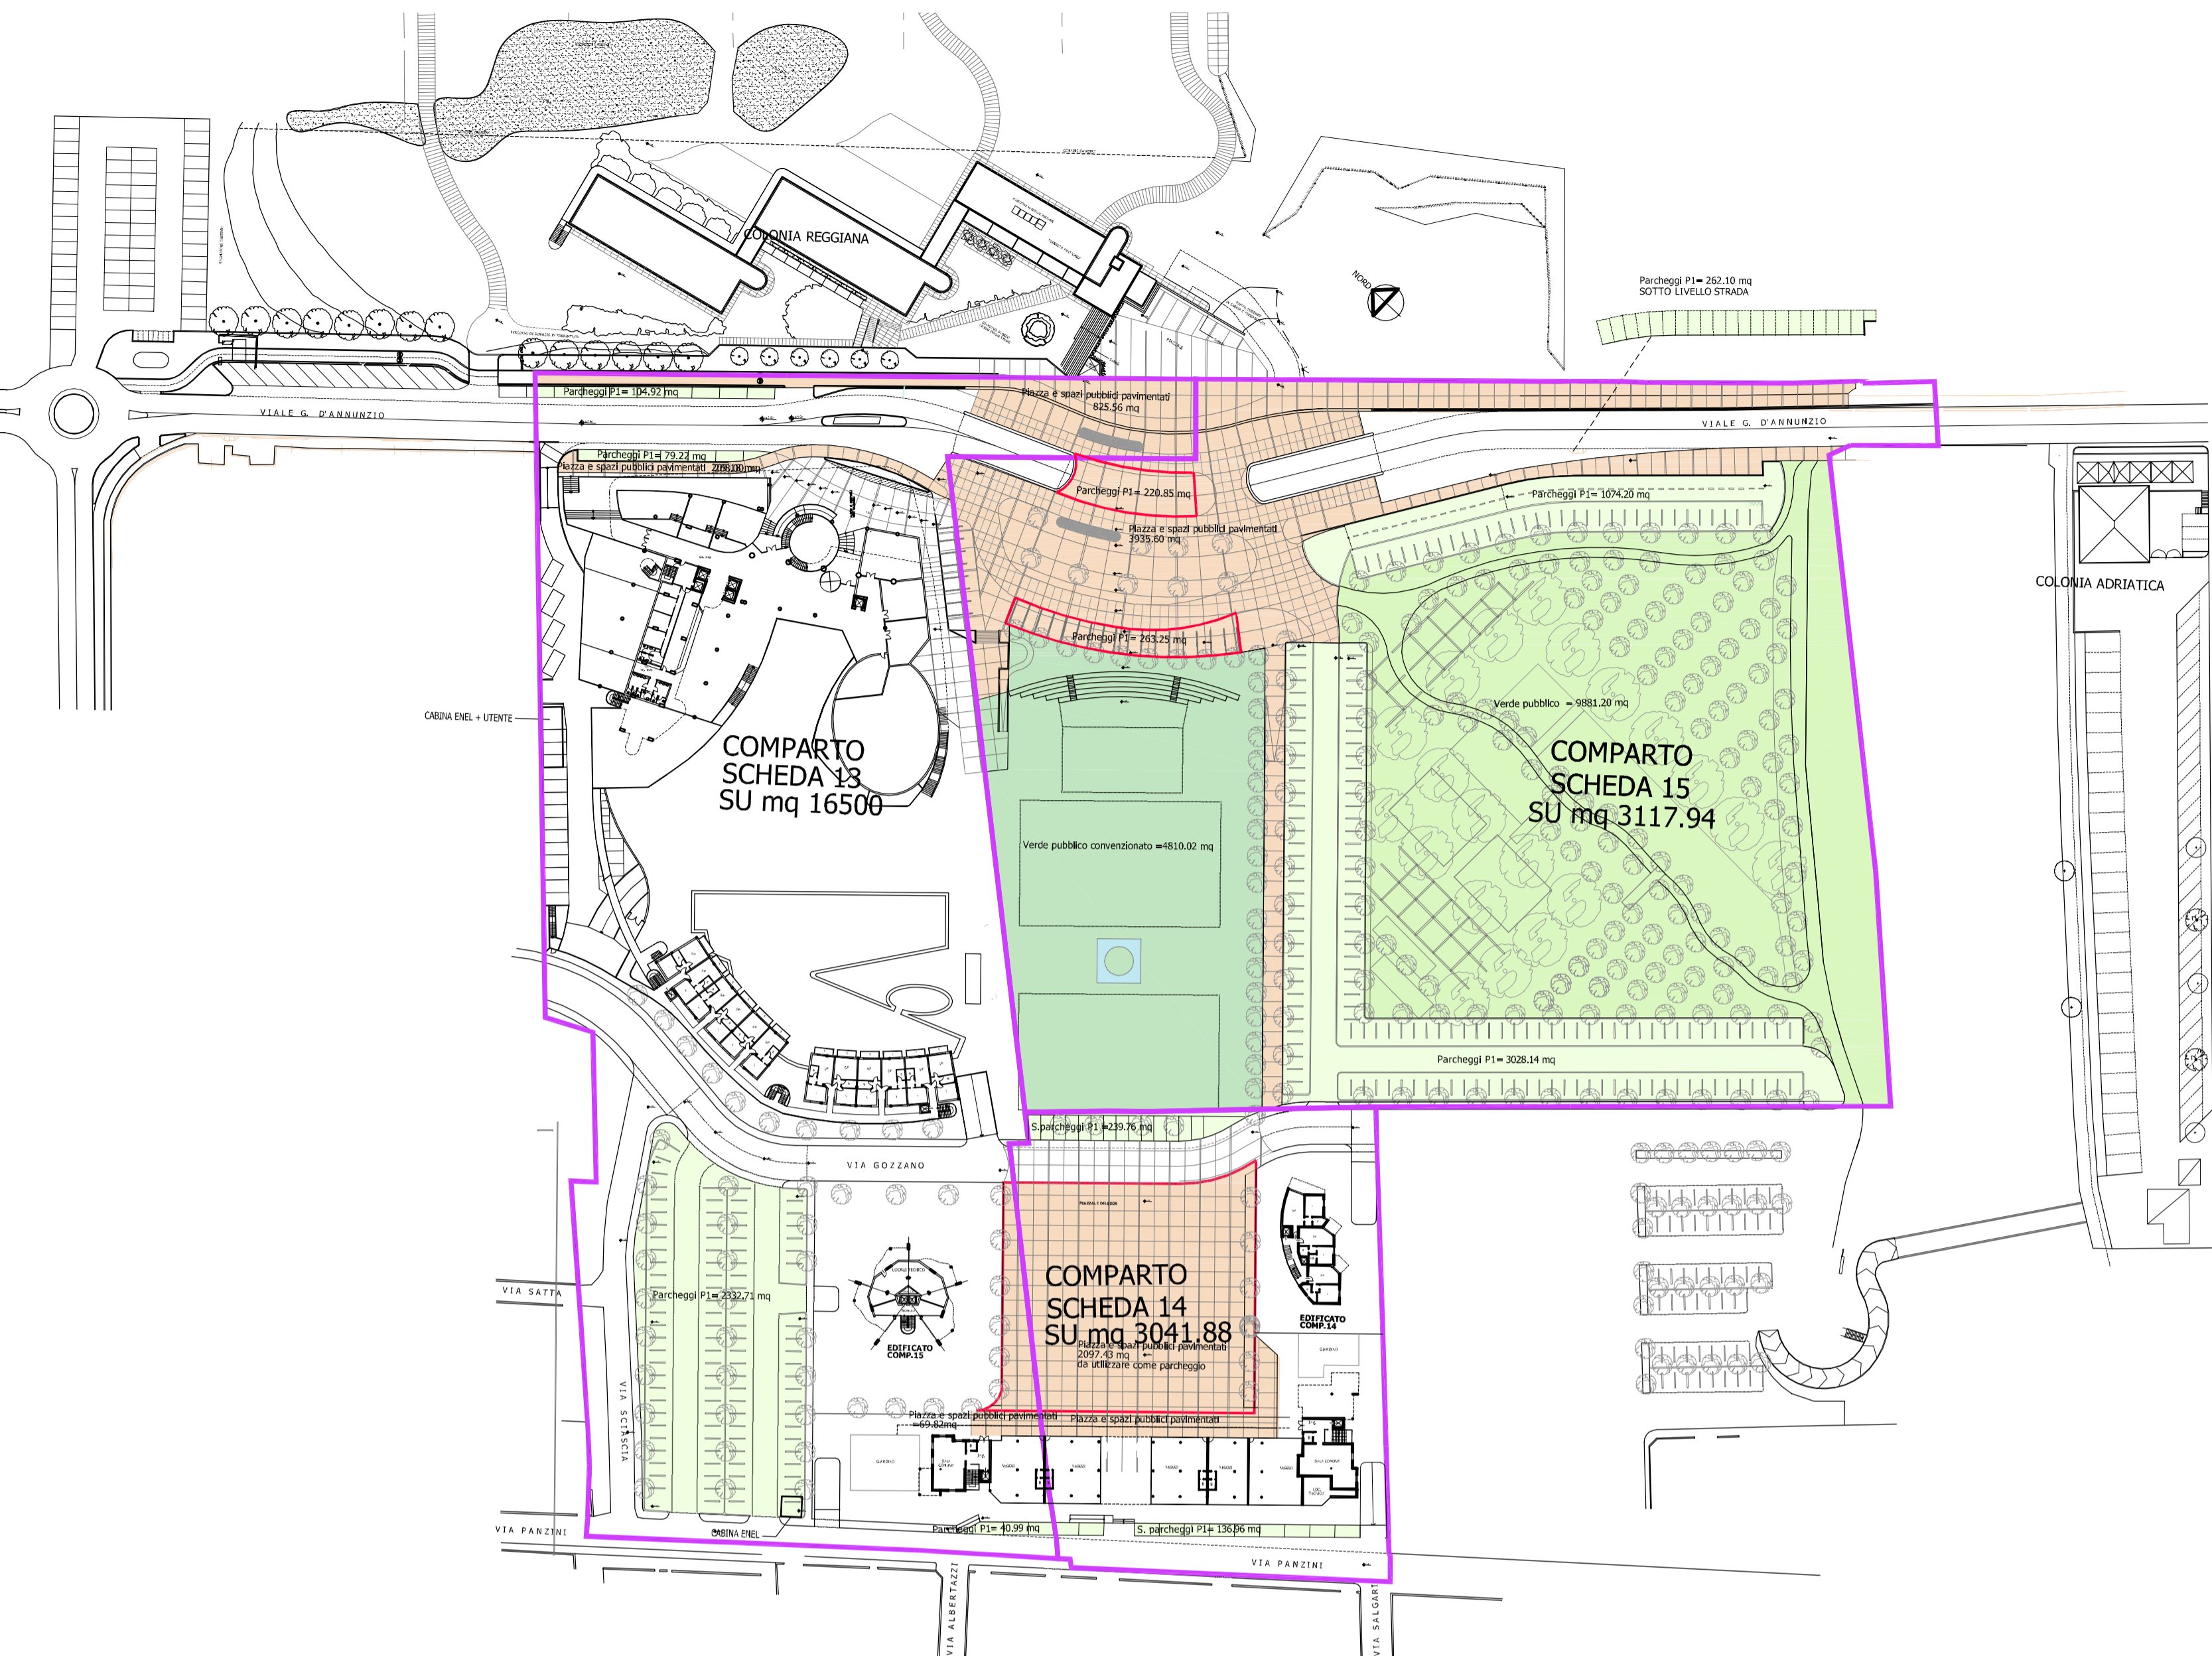 COLONIA REGGIANA
NORD
Parcheggi P1= 262.10 mq
SOTTO LIVELLO STRADA
Parcheggi P1= 104.92 mq
Piazza e spazi pubblici pavimentati
825.56 mq
VIALE G. D'ANNUNZIO
VIALE G. D'ANNUNZIO
Parcheggi P1= 79.22 mq
Piazza e spazi pubblici pavimentati
Parcheggi P1= 220.85 mq
Parcheggi P1= 1074.20 mq
Piazza e spazi pubblici pavimentati
3935.60 mq
COLONIA ADRIATICA
Parcheggi P1= 263.25 mq
Verde pubblico = 9881.20 mq
CABINA ENEL + UTENTE
COMPARTO
SCHEDA 13
SU mq 16500
COMPARTO
SCHEDA 15
SU mq 3117.94
Verde pubblico convenzionato =4810.02 mq
Parcheggi P1= 3028.14 mq
S.parcheggi P1 =239.76 mq
VIA GOZZANO
LOCALE TECNICO
COMPARTO
SCHEDA 14
SU mq 3041.88
Piazza e spazi pubblici pavimentati
2097.43 mq
da utilizzare come parcheggio
EDIFICATO
COMP.14
VIA SATTA
Parcheggi P1= 2332.71 mq
EDIFICATO
COMP.15
GIARDINO
VIA SCIASCIA
Piazza e spazi pubblici pavimentati
=69.82mq
Piazza e spazi pubblici pavimentati
GIARDINO
VIA PANZINI
CABINA ENEL
Parcheggi P1= 40.99 mq
S. parcheggi P1= 136.96 mq
VIA PANZINI
VIA ALBERTAZZI
VIA SALGARI